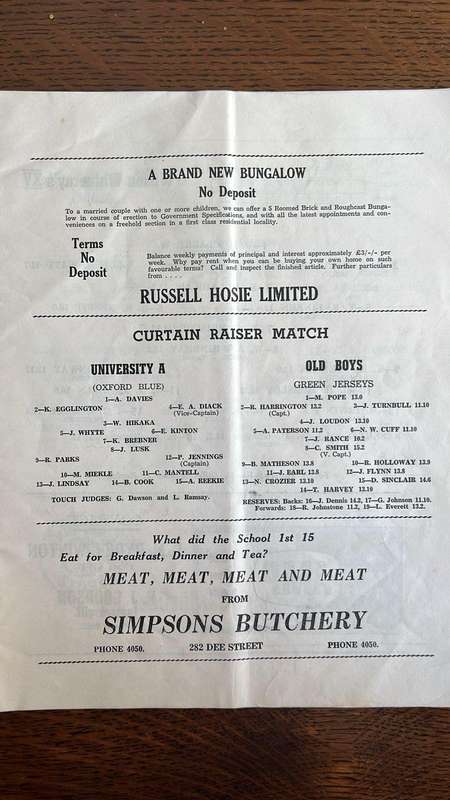 A BRAND NEW BUNGALOW
No Deposit
To a married couple with one or more children, we can offer a 5 Roomed Brick and Roughcast Bunga-
low in course of erection to Government Specifications, and with all the latest appointments and con-
veniences on a freehold section in a first class residential locality.
Terms
No
Deposit
Balance weekly payments of principal and interest approximately £3/-/- per
week. Why pay rent when you can be buying your own home on such
favourable terms? Call and inspect the finished article. Further particulars
from . . . .
RUSSELL HOSIE LIMITED
CURTAIN RAISER MATCH
UNIVERSITY A
(OXFORD BLUE)
1—A. DAVIES
2—K. EGGLINGTON 4—E. A. DIACK
(Vice-Captain)
3—W. HIKAKA
5—J. WHYTE 6—E. KINTON
7—K. BREBNER
8—J. LUSK
9—R. PARKS 12—P. JENNINGS
(Captain)
10—M. MIEKLE 11—C. MANTELL
13—J. LINDSAY 14—B. COOK 15—A. REEKIE
TOUCH JUDGES: G. Dawson and L. Ramsay.
OLD BOYS
GREEN JERSEYS
1—M. POPE 13.0
2—R. HARRINGTON 13.2 3—J. TURNBULL 11.10
(Capt.)
4—J. LOUDON 13.10
5—A. PATERSON 11.2 6—N. W. CUFF 11.10
7—J. RANCE 10.2
8—C. SMITH 15.2
(V. Capt.)
9—B. MATHESON 13.8 10—R. HOLLOWAY 13.9
11—J. EARL 13.8 12—J. FLYNN 13.8
13—N. CROZIER 13.10 15—D. SINCLAIR 14.6
14—T. HARVEY 13.10
RESERVES: Backs: 16—J. Dennis 14.2, 17—G. Johnson 11.10.
Forwards: 18—R. Johnstone 11.2, 19—L. Everett 13.2.
What did the School 1st 15
Eat for Breakfast, Dinner and Tea?
MEAT, MEAT, MEAT AND MEAT
FROM
SIMPSONS BUTCHERY
PHONE 4050. 282 DEE STREET PHONE 4050.